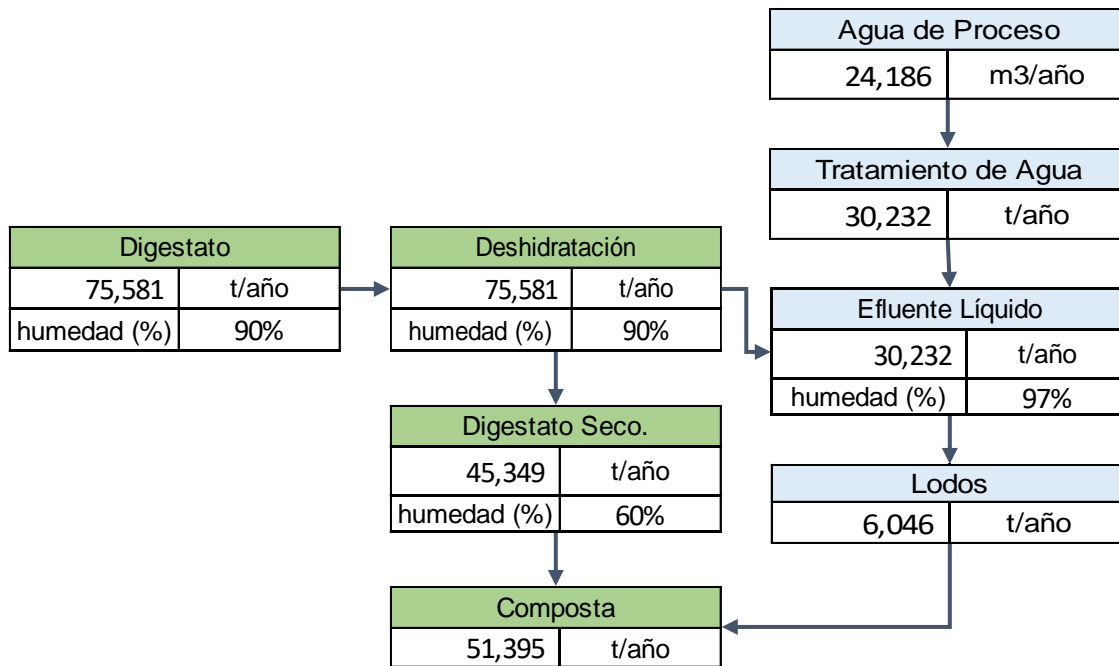 Agua de Proceso
24,186 m3/año
Tratamiento de Agua
30,232 t/año
Digestato
75,581 t/año
humedad (%) 90%
Deshidratación
75,581 t/año
humedad (%) 90%
Efluente Líquido
30,232 t/año
humedad (%) 97%
Digestato Seco.
45,349 t/año
humedad (%) 60%
Lodos
6,046 t/año
Composta
51,395 t/año